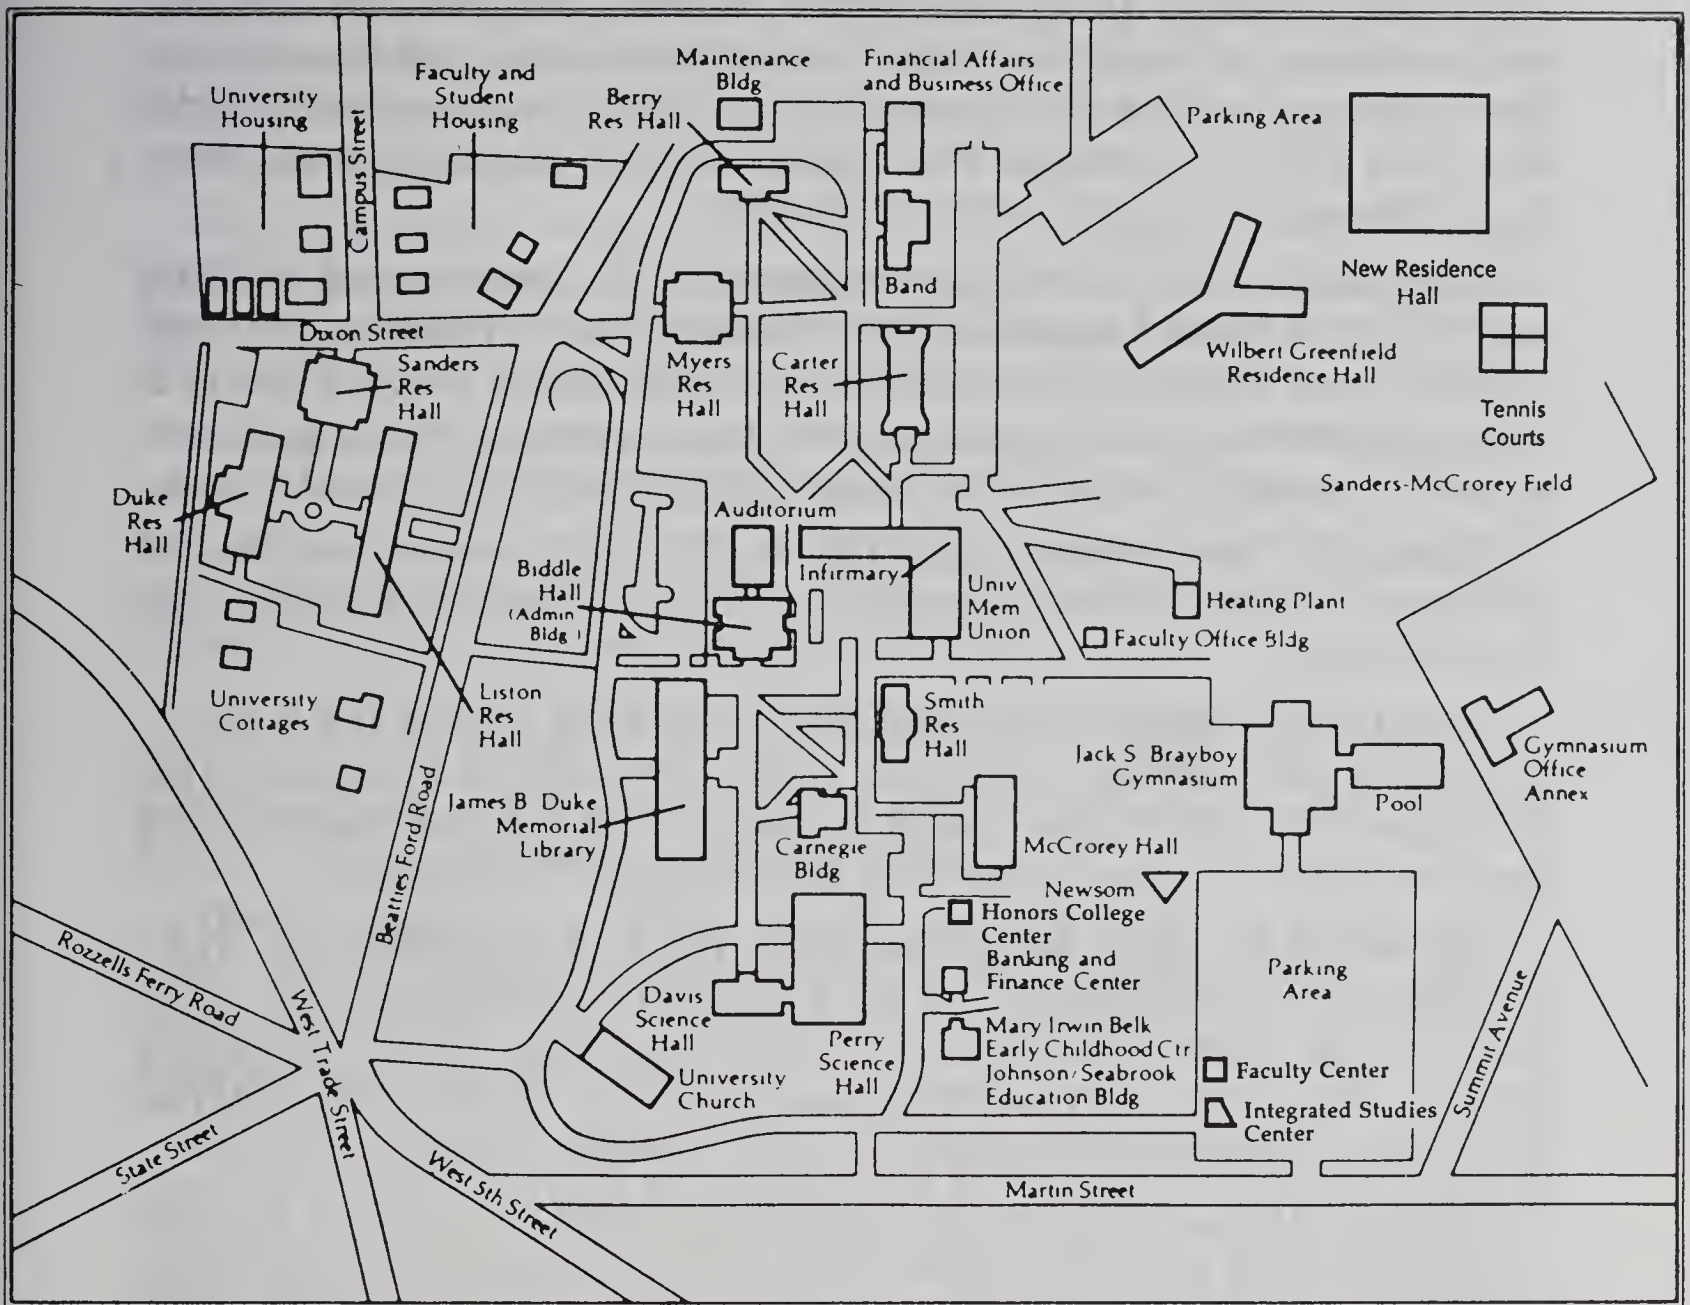 Maintenance
Bldg
Financial Affairs
and Business Office
Faculty and
Student
Housing
University
Housing
Berry
Res Hall
Parking Area
Campus Street
New Residence
Hall
Band
Dixon Street
Sanders
Res
Hall
Myers
Res
Hall
Carter
Res
Hall
Wilbert Greenfield
Residence Hall
Tennis
Courts
Sanders-McCrorey Field
Duke
Res
Hall
Auditorium
Biddle
Hall
(Admin
Bldg )
Infirmary
Univ
Mem
Union
Heating Plant
Faculty Office Bldg
University
Cottages
Liston
Res
Hall
Smith
Res
Hall
Jack S Brayboy
Gymnasium
Pool
Gymnasium
Office
Annex
James B Duke
Memorial
Library
Beatties Ford Road
Carnegie
Bldg
McCrorey Hall
Newsom
Honors College
Center
Banking and
Finance Center
Parking
Area
Rozzells Ferry Road
West Trade Street
Davis
Science
Hall
Perry
Science
Hall
Mary Irwin Belk
Early Childhood Ctr
Johnson/Seabrook
Education Bldg
Faculty Center
Integrated Studies
Center
Summit Avenue
University
Church
State Street
West 5th Street
Martin Street